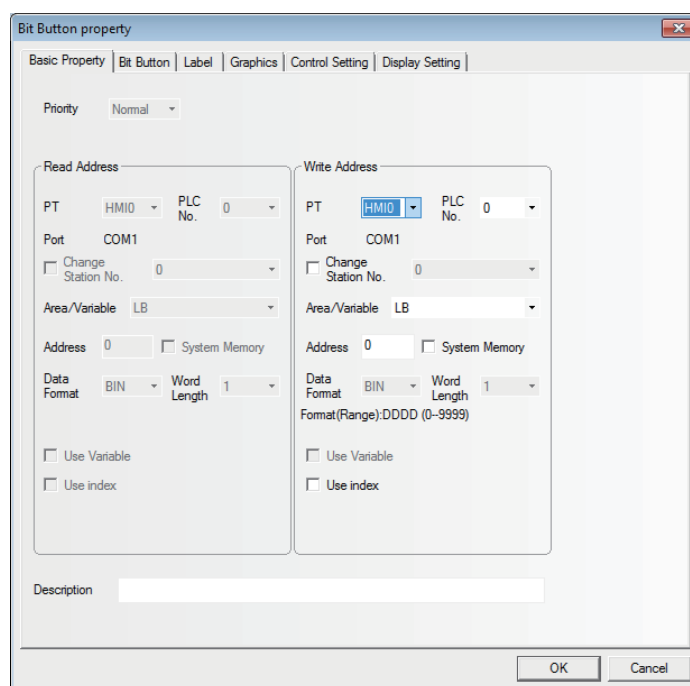 Bit Button property
Basic Property Bit Button Label Graphics Control Setting Display Setting
Priority Normal
Read Address
PT HMI0 PLC No. 0
Port COM1
Change Station No. 0
Area/Variable LB
Address 0 System Memory
Data Format BIN Word Length 1
Use Variable
Use index
Write Address
PT HMI0 PLC No. 0
Port COM1
Change Station No. 0
Area/Variable LB
Address 0 System Memory
Data Format BIN Word Length 1
Format(Range):DDDD (0--9999)
Use Variable
Use index
Description
OK Cancel